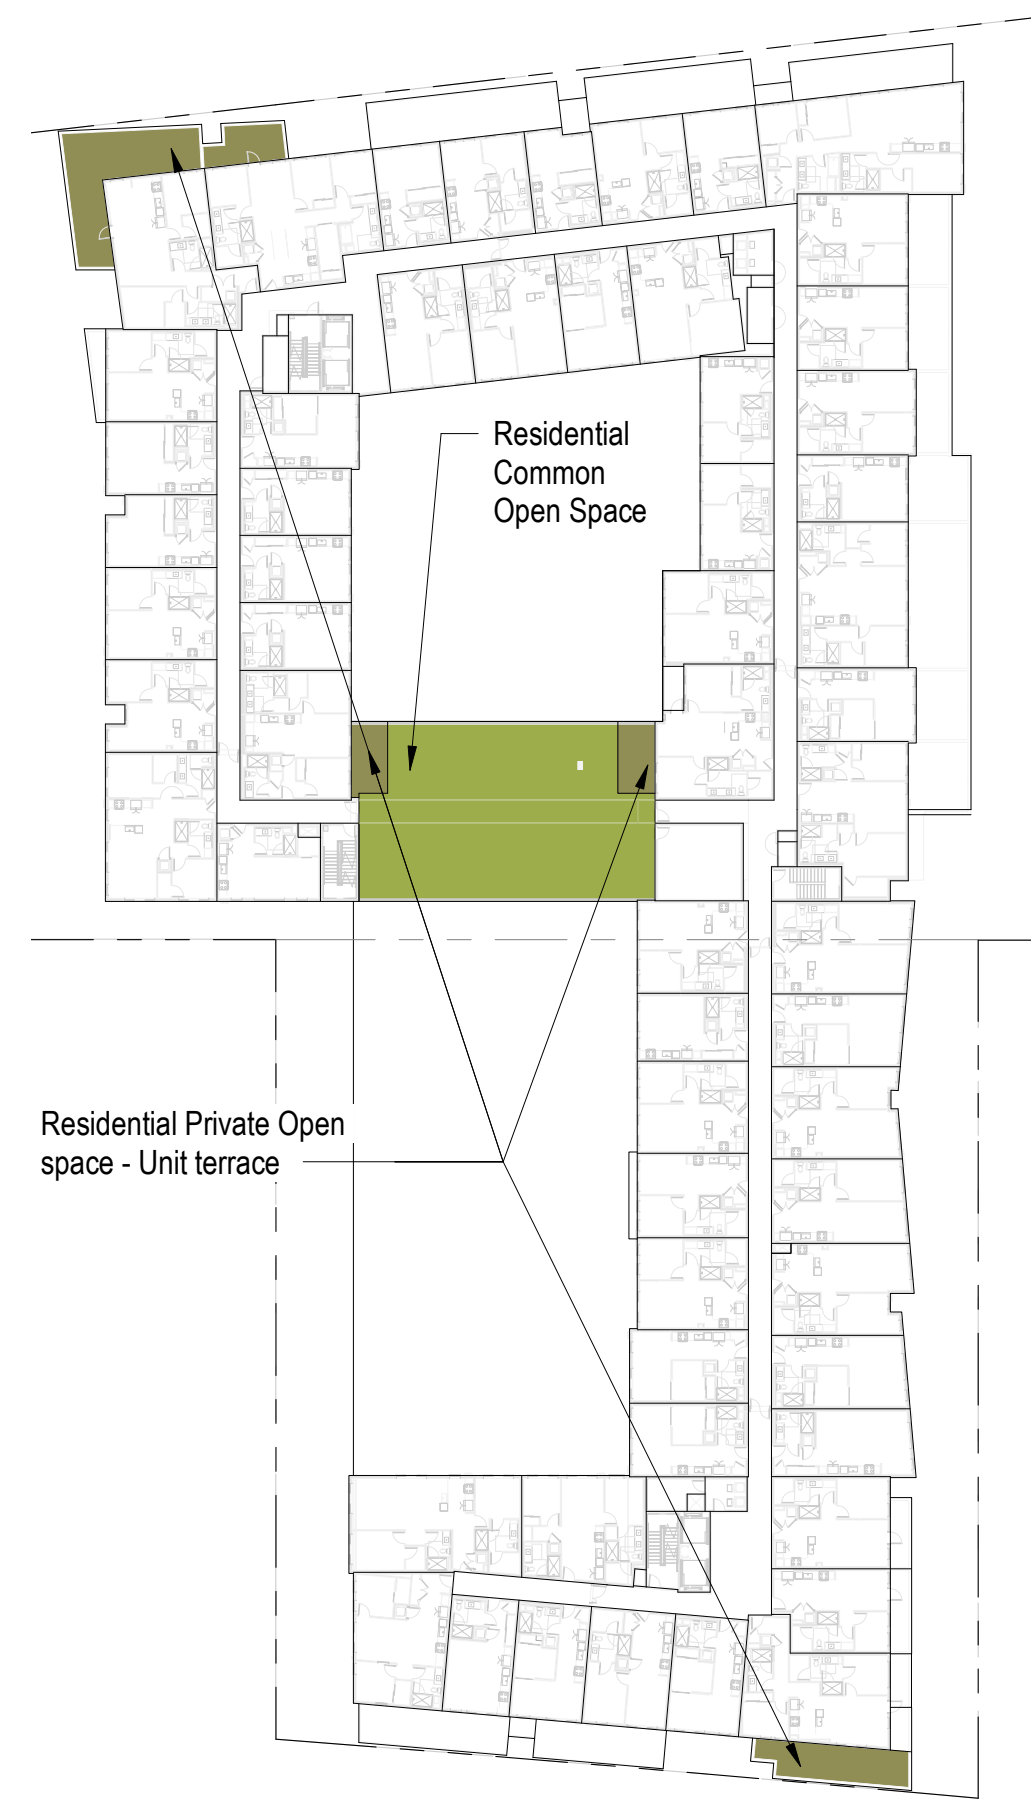 Residential
Common
Open Space
Residential Private Open
space - Unit terrace